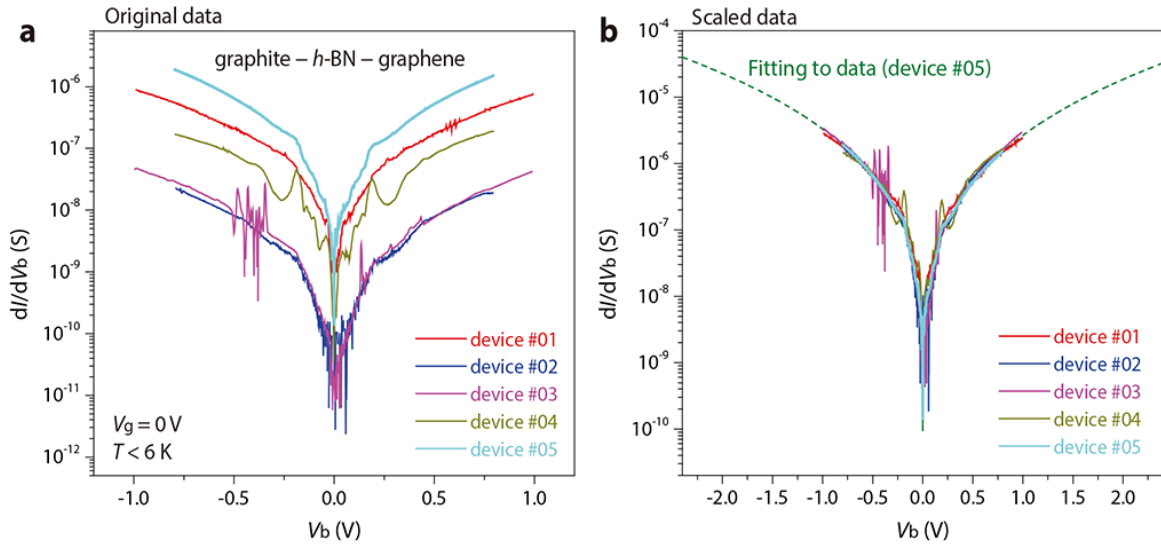 a
Original data
graphite – h-BN – graphene
dI/dVb (S)
10⁻⁶
10⁻⁷
10⁻⁸
10⁻⁹
10⁻¹⁰
10⁻¹¹
10⁻¹²
device #01
device #02
device #03
device #04
device #05
Vg = 0 V
T < 6 K
-1.0 -0.5 0.0 0.5 1.0
Vb (V)
b
Scaled data
Fitting to data (device #05)
dI/dVb (S)
10⁻⁴
10⁻⁵
10⁻⁶
10⁻⁷
10⁻⁸
10⁻⁹
10⁻¹⁰
device #01
device #02
device #03
device #04
device #05
-2.0 -1.5 -1.0 -0.5 0.0 0.5 1.0 1.5 2.0
Vb (V)